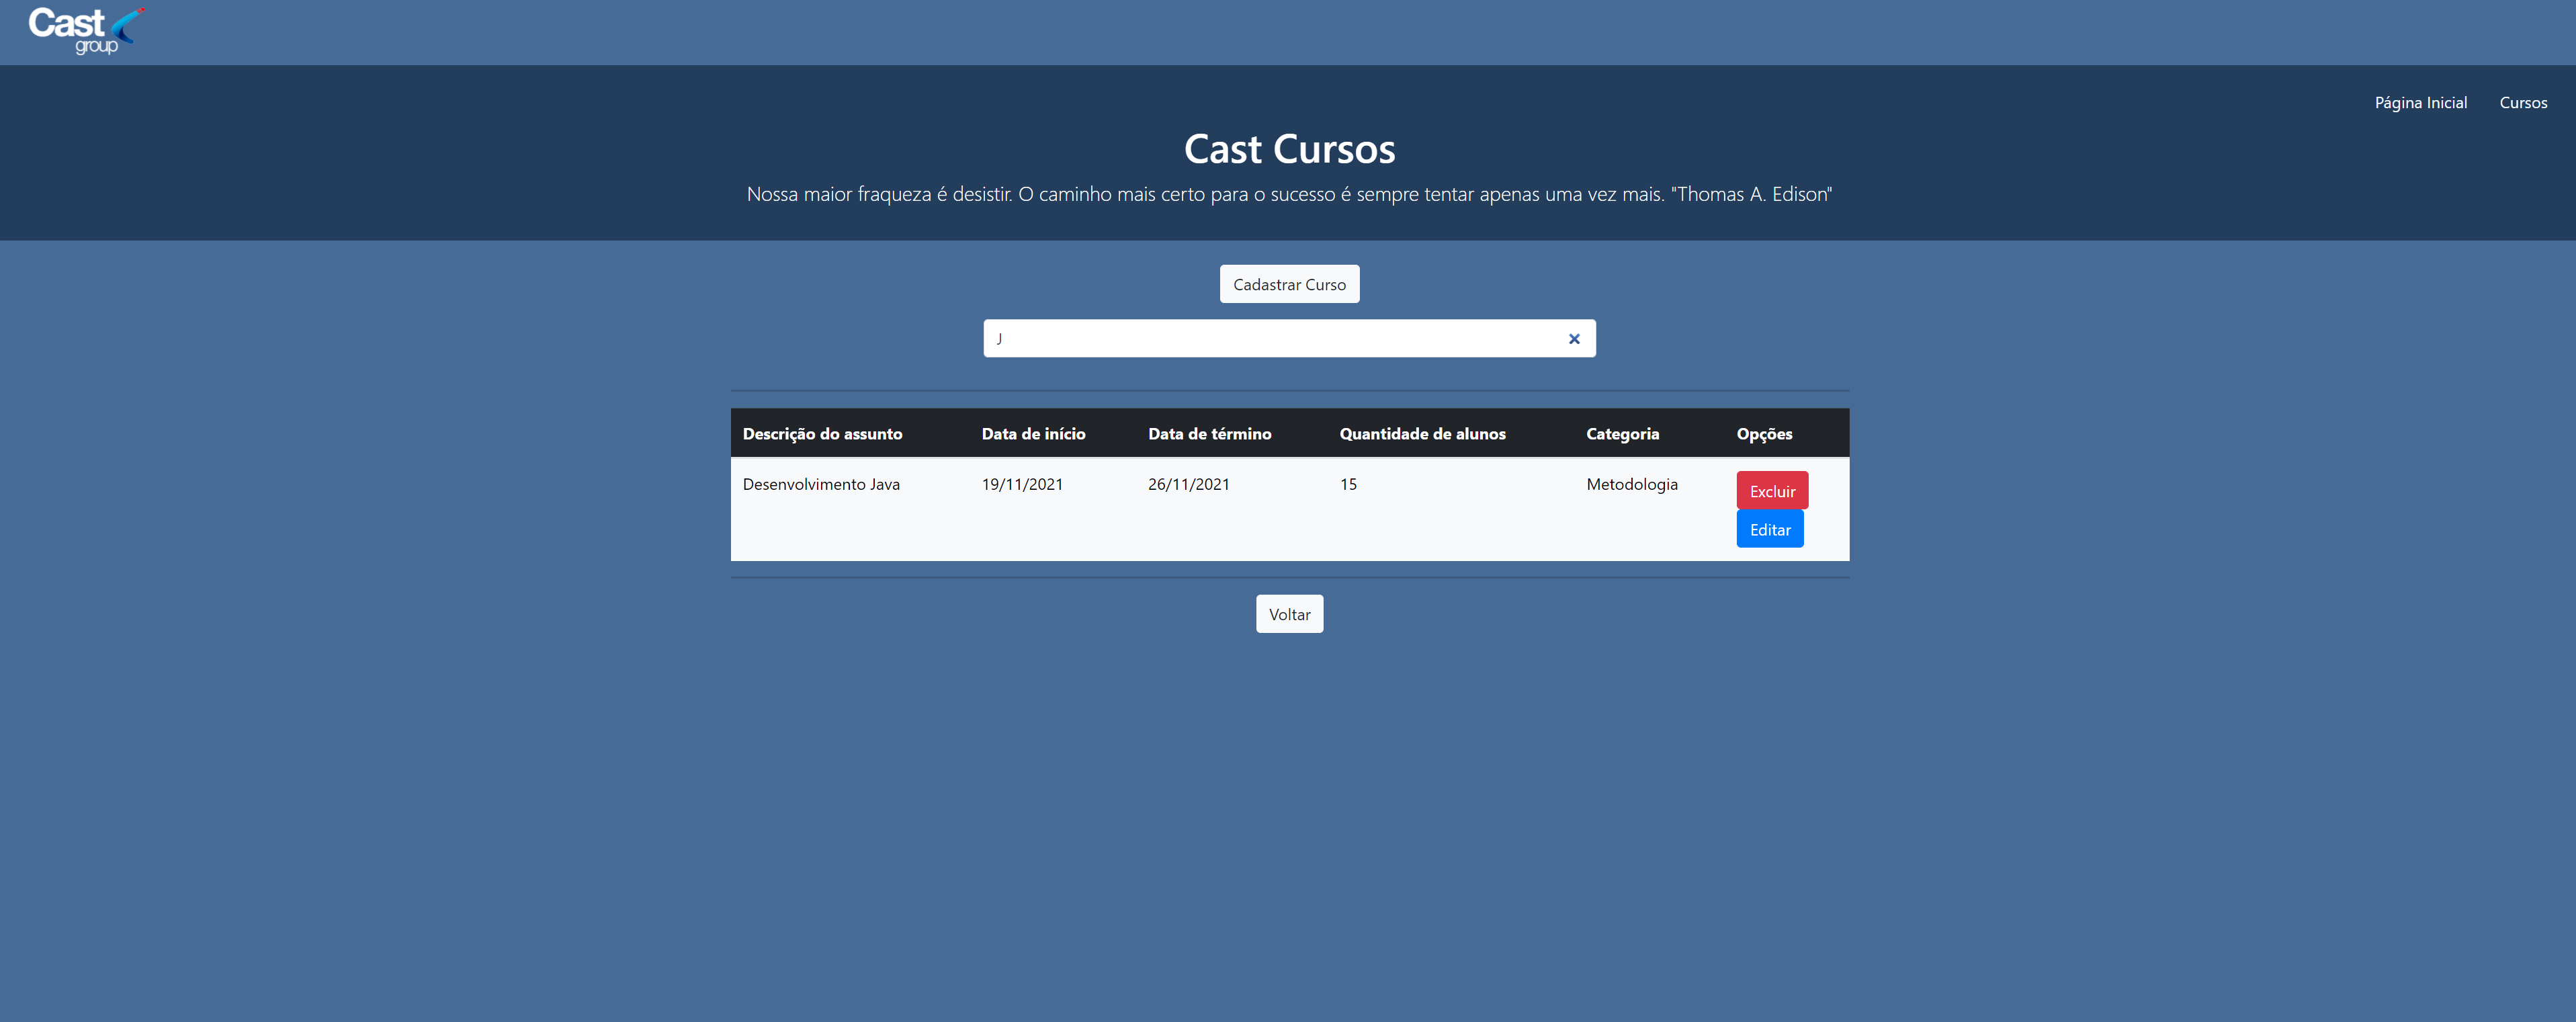 Cast
group
Página Inicial Cursos
Cast Cursos
Nossa maior fraqueza é desistir. O caminho mais certo para o sucesso é sempre tentar apenas uma vez mais. "Thomas A. Edison"
Cadastrar Curso
J
Descrição do assunto Data de início Data de término Quantidade de alunos Categoria Opções
Desenvolvimento Java 19/11/2021 26/11/2021 15 Metodologia Excluir
Editar
Voltar